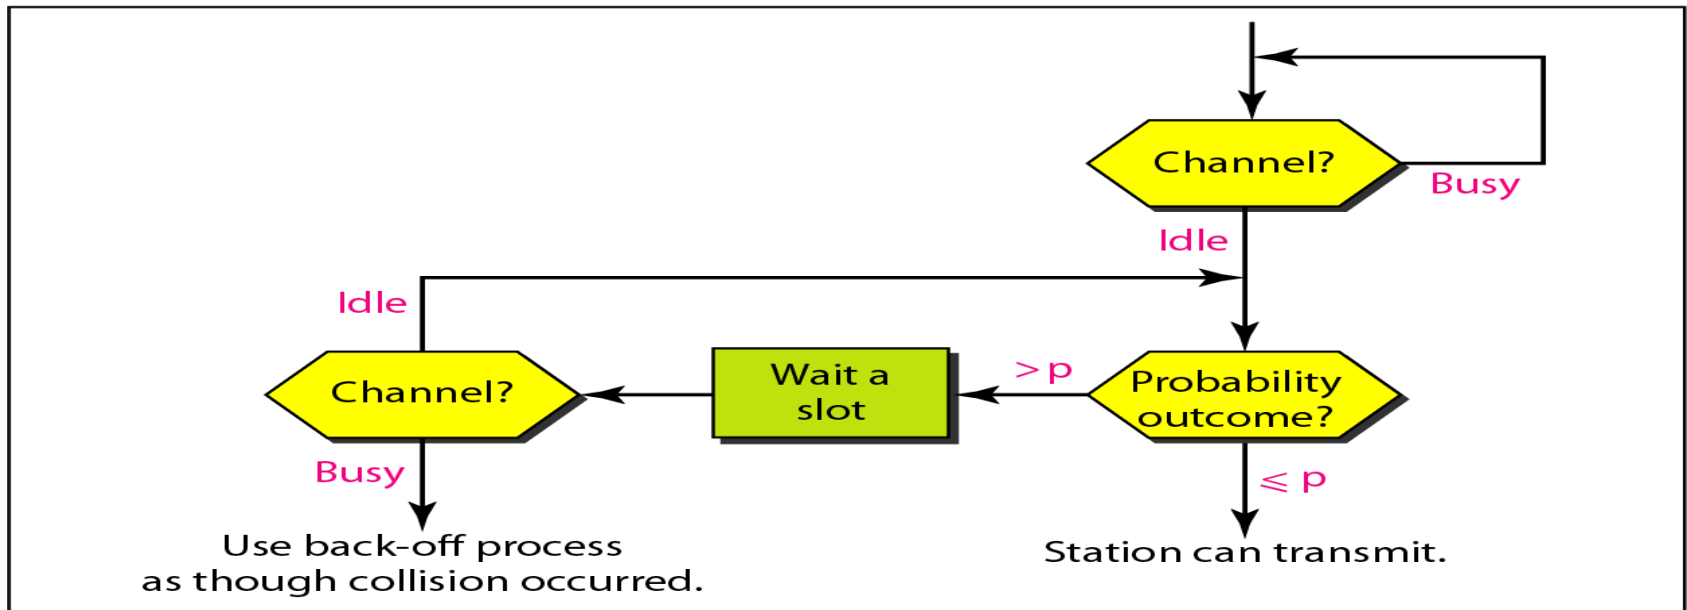 Channel?
Busy
Idle
Idle
Channel?
Wait a
slot
> p
Probability
outcome?
Busy
⩽ p
Use back-off process
as though collision occurred.
Station can transmit.